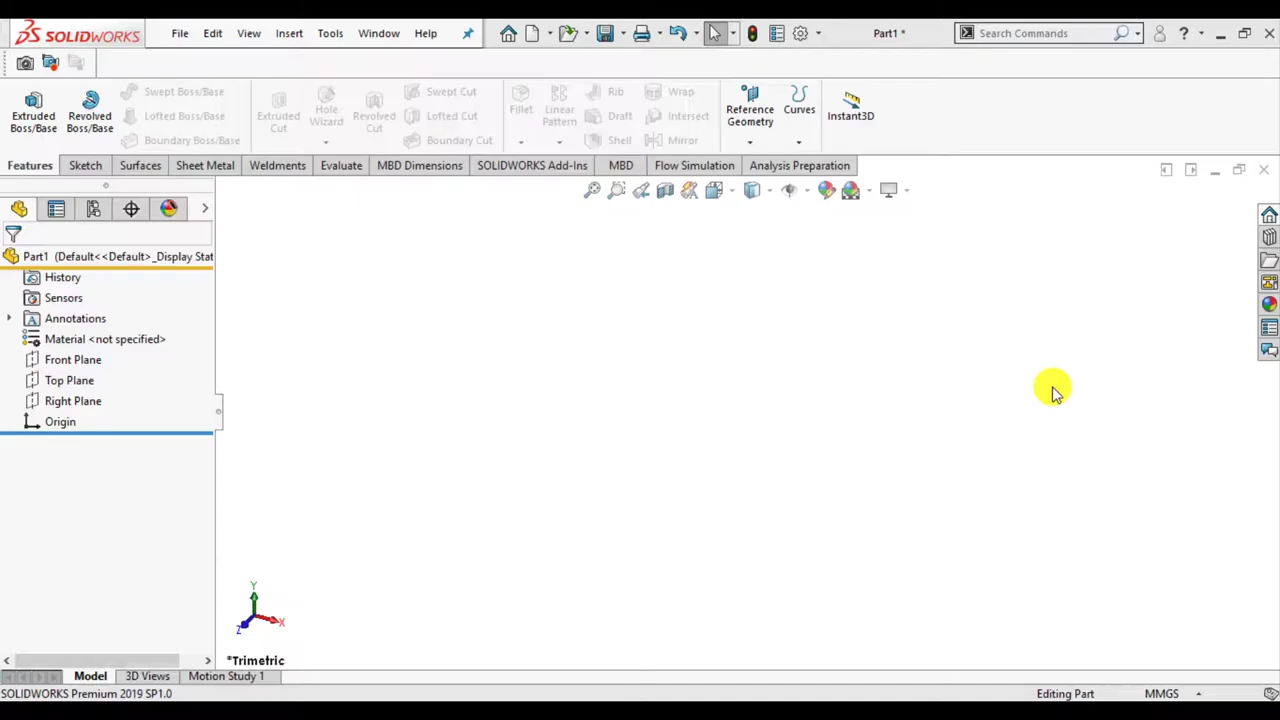 SOLIDWORKS File Edit View Insert Tools Window Help Part1 * Search Commands ?
Extruded Boss/Base
Revolved Boss/Base
Swept Boss/Base
Lofted Boss/Base
Boundary Boss/Base
Extruded Cut
Hole Wizard
Revolved Cut
Swept Cut
Lofted Cut
Boundary Cut
Fillet
Linear Pattern
Rib
Draft
Shell
Wrap
Intersect
Mirror
Reference Geometry
Curves
Instant3D
Features Sketch Surfaces Sheet Metal Weldments Evaluate MBD Dimensions SOLIDWORKS Add-Ins MBD Flow Simulation Analysis Preparation
Part1 (Default<<Default>_Display Stat
History
Sensors
Annotations
Material <not specified>
Front Plane
Top Plane
Right Plane
Origin
Y
X
Z
*Trimetric
Model 3D Views Motion Study 1
SOLIDWORKS Premium 2019 SP1.0 Editing Part MMGS